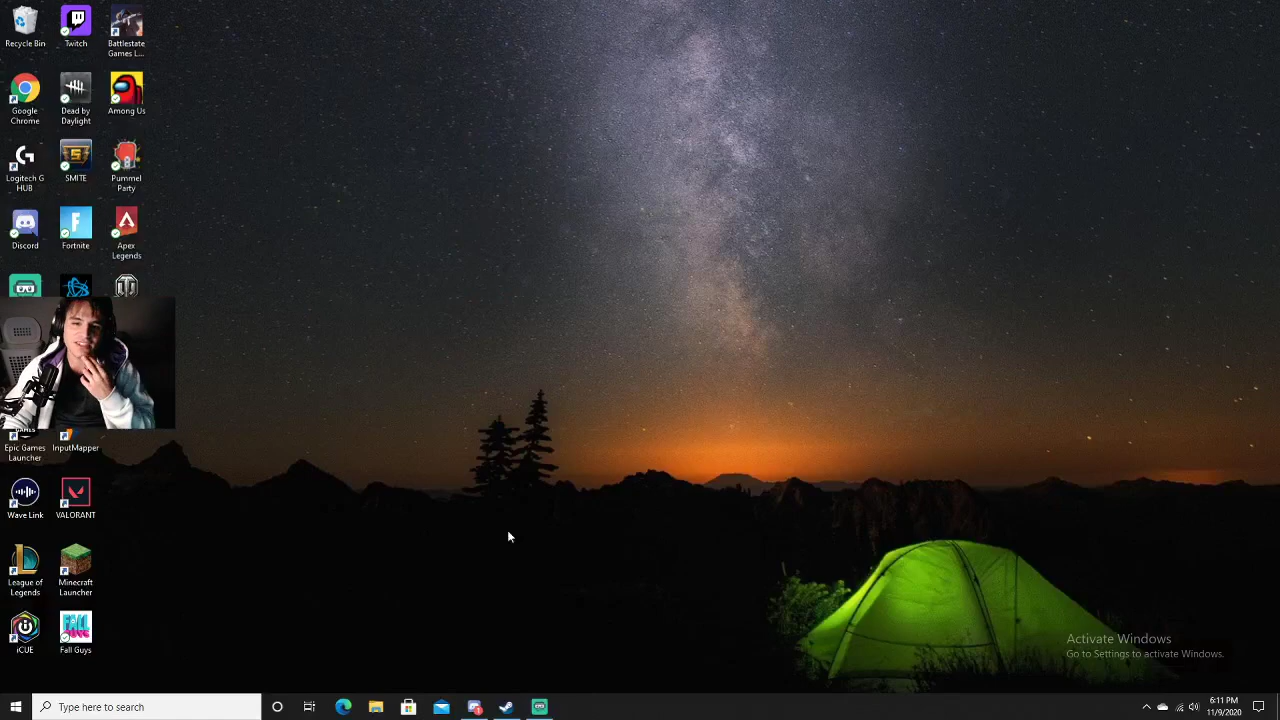 Recycle Bin
Twitch
Battlestate
Games L...
Google
Chrome
Dead by
Daylight
Among Us
Logitech G
HUB
SMITE
Pummel
Party
Discord
Fortnite
Apex
Legends
Epic Games
Launcher
InputMapper
Wave Link
VALORANT
League of
Legends
Minecraft
Launcher
iCUE
Fall Guys
Activate Windows
Go to Settings to activate Windows.
Type here to search
6:11 PM
11/9/2020